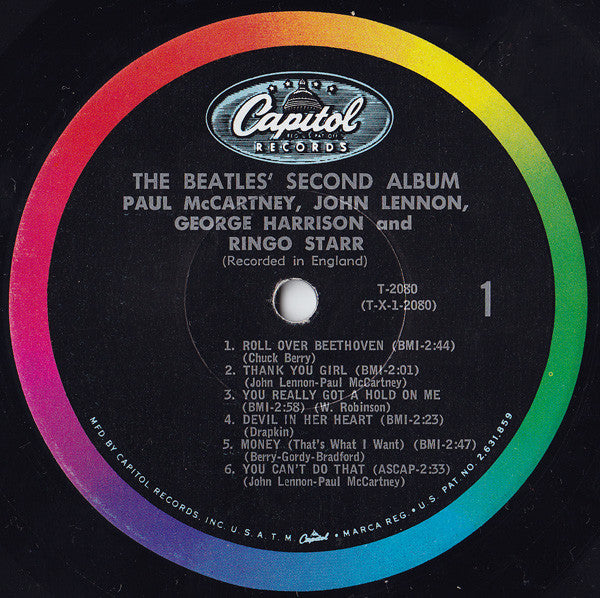 Capitol
RECORDS
THE BEATLES' SECOND ALBUM
PAUL McCARTNEY, JOHN LENNON,
GEORGE HARRISON and
RINGO STARR
(Recorded in England)
T-2080
(T-X-1-2080)
1
1. ROLL OVER BEETHOVEN (BMI-2:44)
(Chuck Berry)
2. THANK YOU GIRL (BMI-2:01)
(John Lennon-Paul McCartney)
3. YOU REALLY GOT A HOLD ON ME
(BMI-2:58) (W. Robinson)
4. DEVIL IN HER HEART (BMI-2:23)
(Drapkin)
5. MONEY (That's What I Want) (BMI-2:47)
(Berry-Gordy-Bradford)
6. YOU CAN'T DO THAT (ASCAP-2:33)
(John Lennon-Paul McCartney)
MFD BY CAPITOL RECORDS, INC U.S.A. T.M. Capitol • MARCA REG. • U.S. PAT. NO. 2,631,859